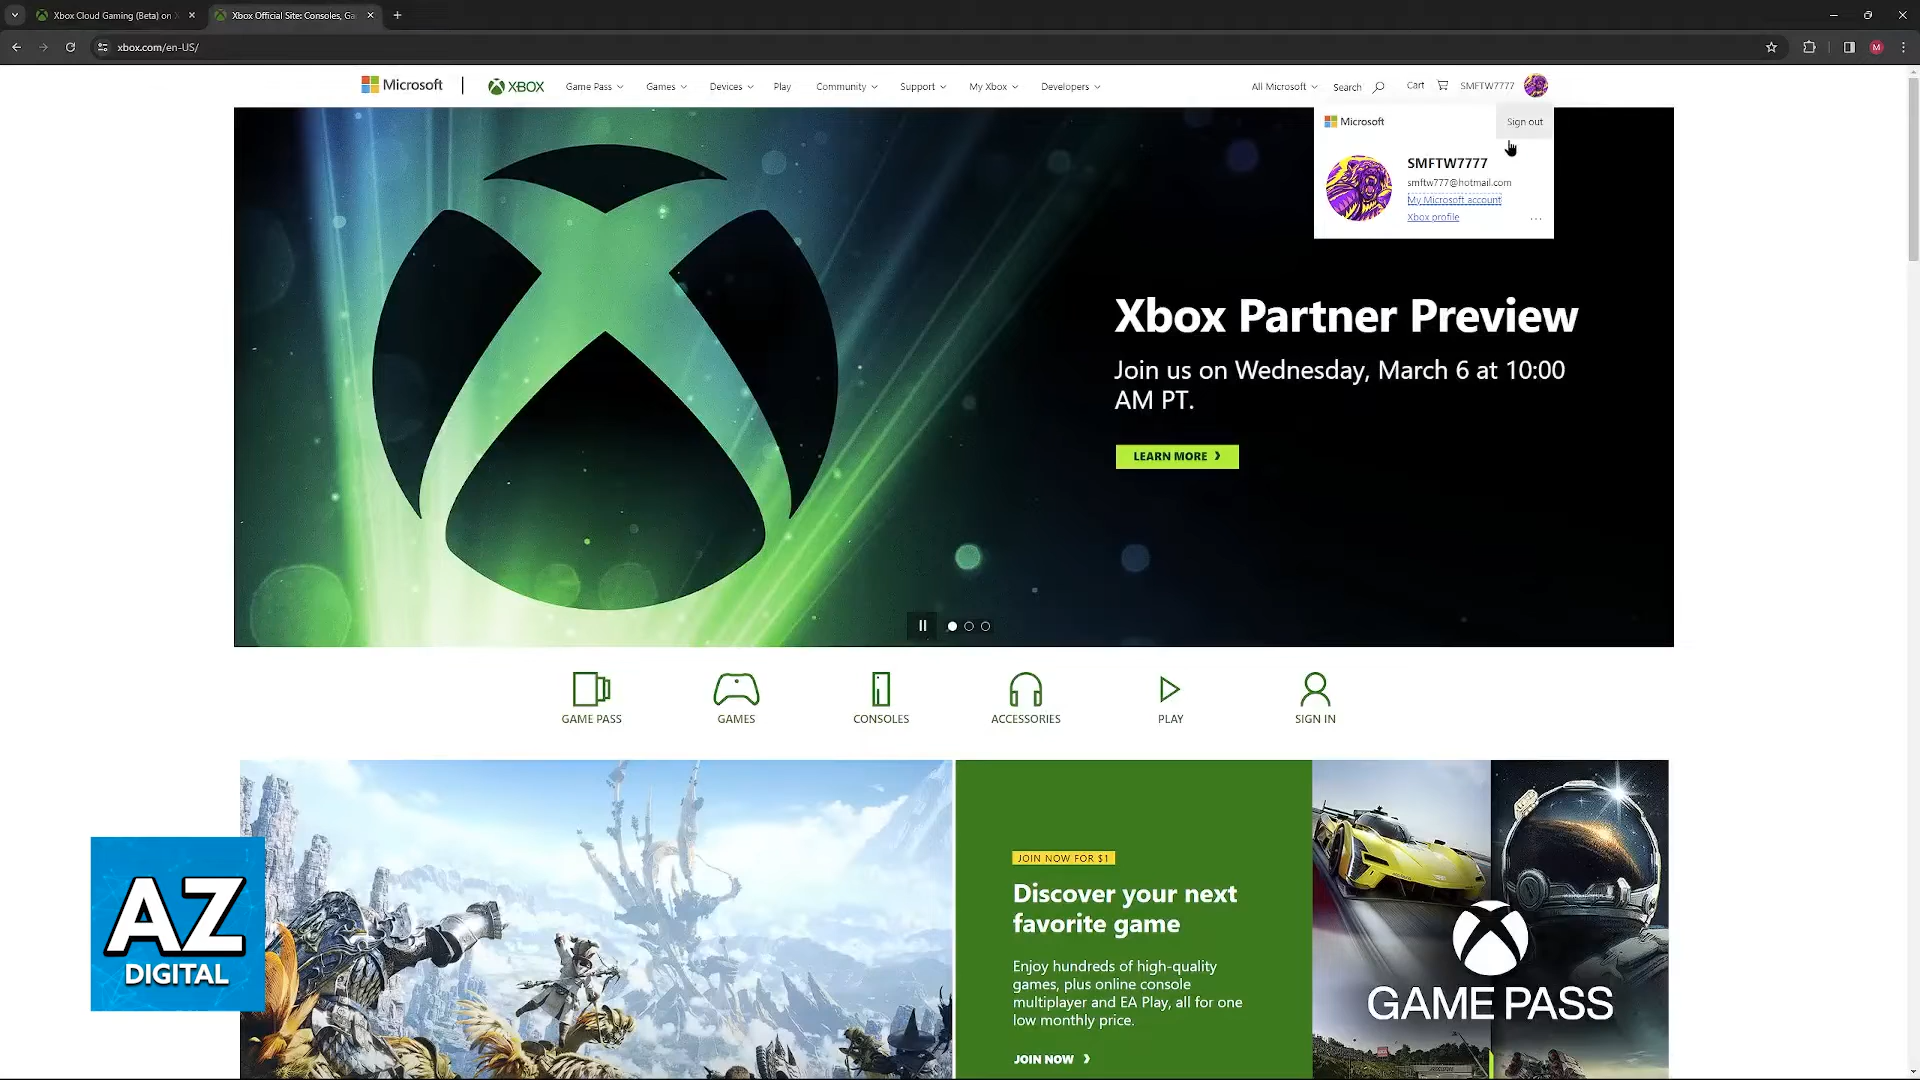 Xbox Cloud Gaming (Beta) on
Xbox Official Site: Consoles, Ga
xbox.com/en-US/
M
Microsoft
XBOX
Game Pass
Games
Devices
Play
Community
Support
My Xbox
Developers
All Microsoft
Search
Cart
SMFTW7777
Microsoft
Sign out
SMFTW7777
smftw777@hotmail.com
My Microsoft account
Xbox profile
...
Xbox Partner Preview
Join us on Wednesday, March 6 at 10:00
AM PT.
LEARN MORE
GAME PASS
GAMES
CONSOLES
ACCESSORIES
PLAY
SIGN IN
JOIN NOW FOR $1
Discover your next
favorite game
Enjoy hundreds of high-quality
games, plus online console
multiplayer and EA Play, all for one
low monthly price.
JOIN NOW
GAME PASS
AZ
DIGITAL